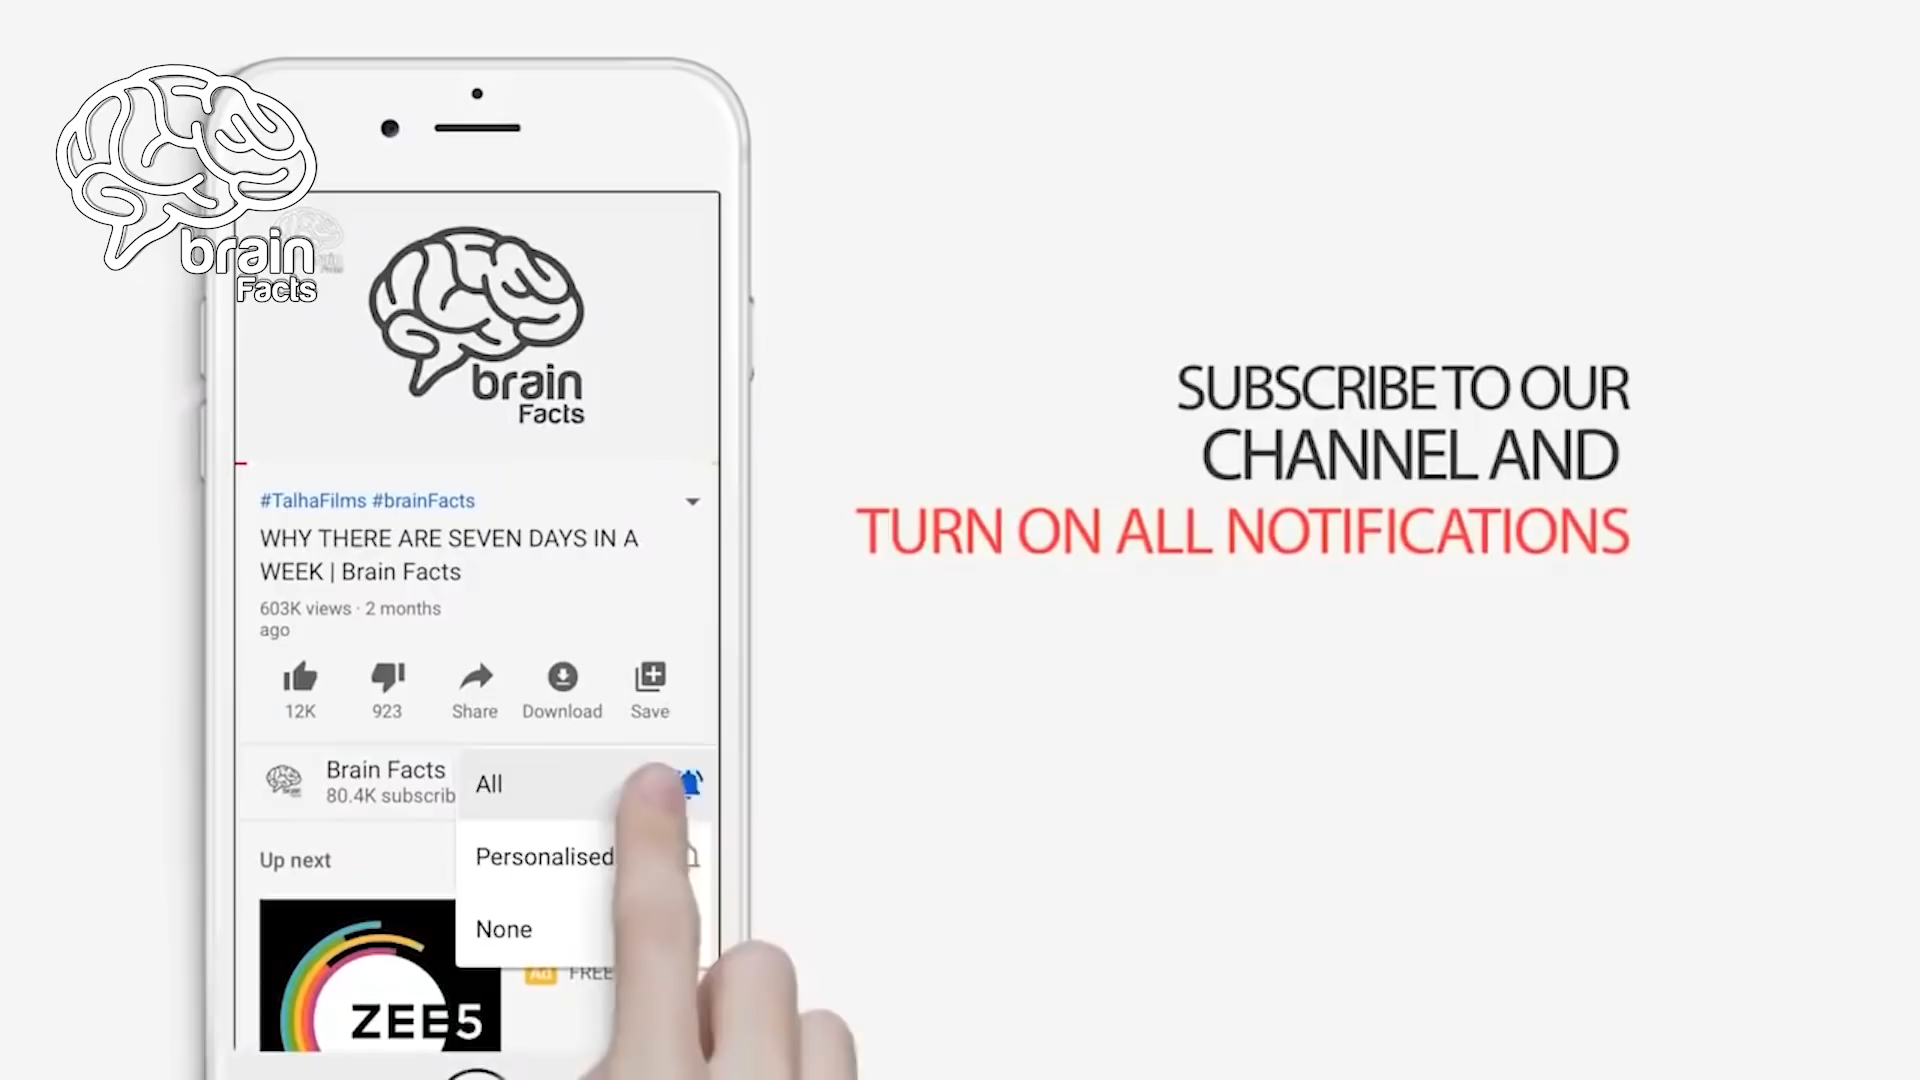 brain
Facts
brain
Facts
#TalhaFilms #brainFacts
WHY THERE ARE SEVEN DAYS IN A
WEEK | Brain Facts
603K views · 2 months
ago
12K
923
Share
Download
Save
Brain Facts
80.4K subscrib
All
Personalised
None
Up next
Ad FREE
ZEE5
SUBSCRIBE TO OUR
CHANNEL AND
TURN ON ALL NOTIFICATIONS